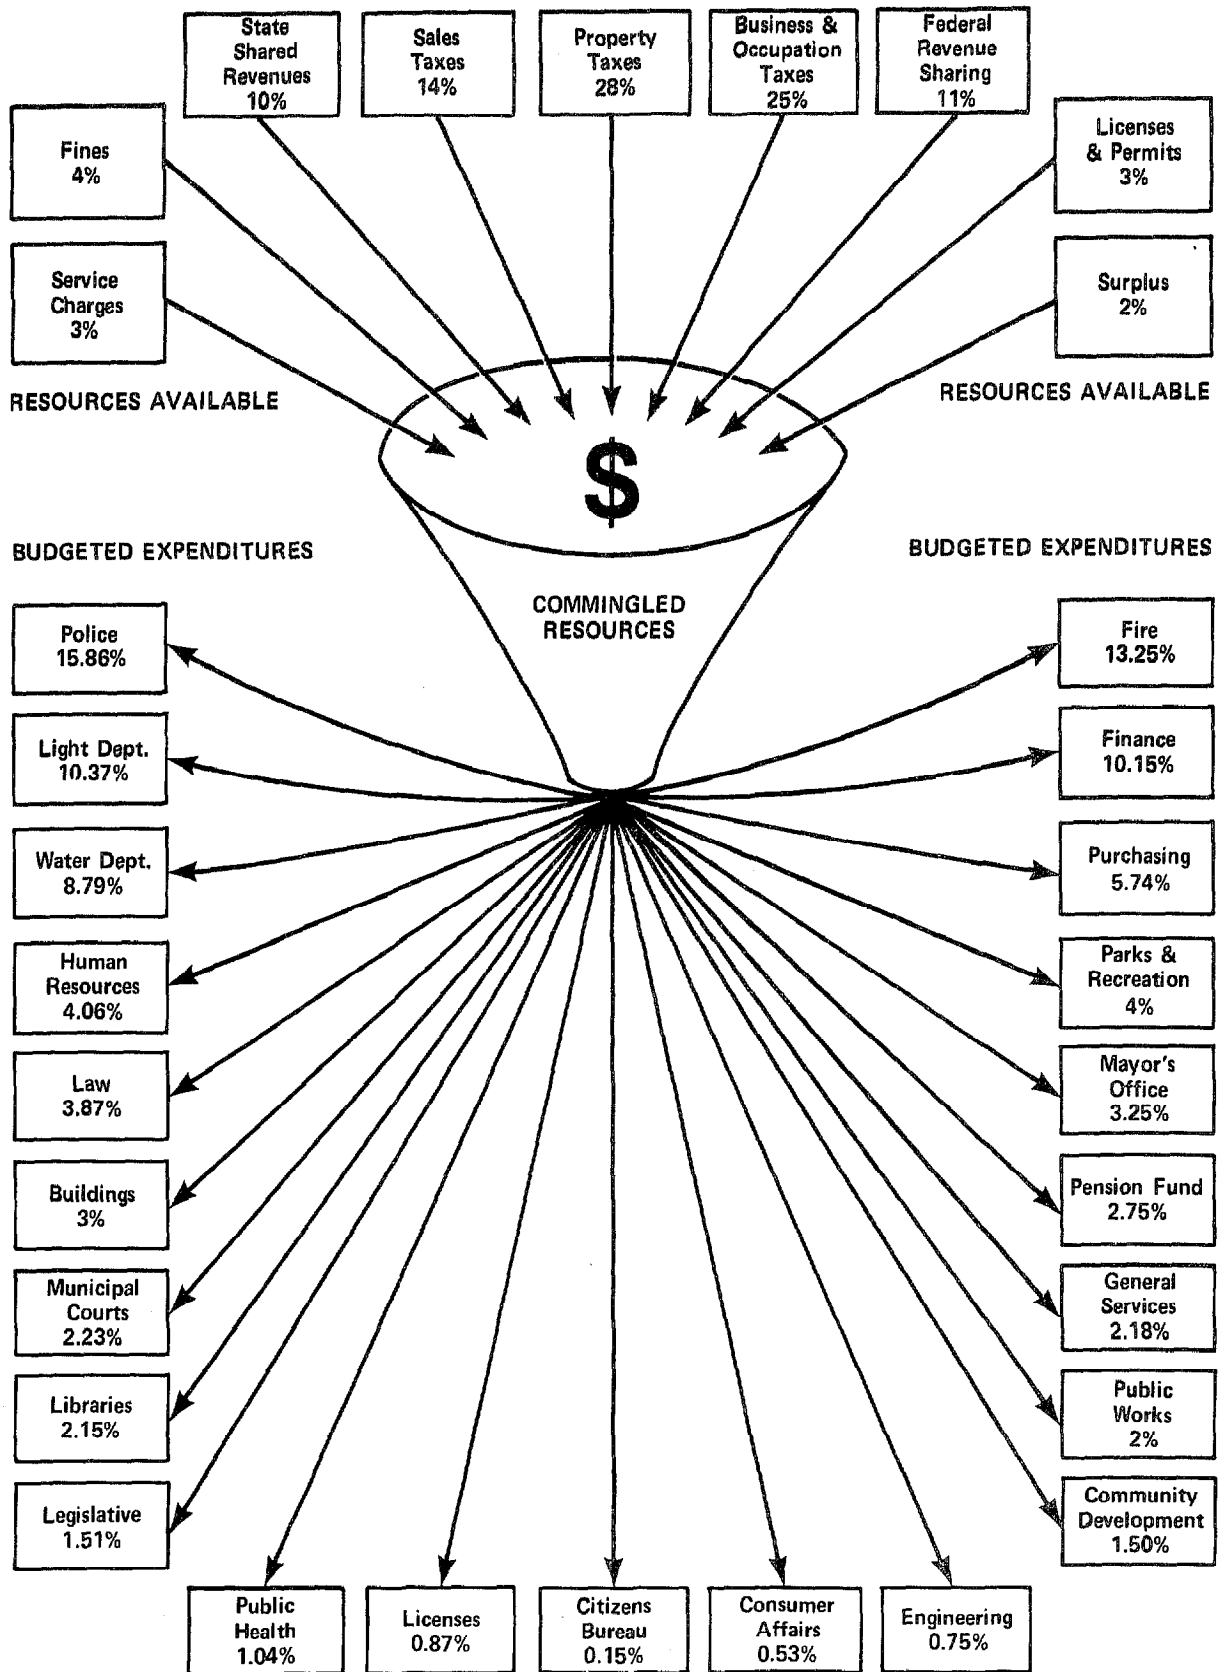 State
Shared
Revenues
10%
Sales
Taxes
14%
Property
Taxes
28%
Business &
Occupation
Taxes
25%
Federal
Revenue
Sharing
11%
Fines
4%
Licenses
& Permits
3%
Service
Charges
3%
Surplus
2%
RESOURCES AVAILABLE
RESOURCES AVAILABLE
$
BUDGETED EXPENDITURES
BUDGETED EXPENDITURES
COMMINGLED
RESOURCES
Police
15.86%
Fire
13.25%
Light Dept.
10.37%
Finance
10.15%
Water Dept.
8.79%
Purchasing
5.74%
Human
Resources
4.06%
Parks &
Recreation
4%
Law
3.87%
Mayor's
Office
3.25%
Buildings
3%
Pension Fund
2.75%
Municipal
Courts
2.23%
General
Services
2.18%
Libraries
2.15%
Public
Works
2%
Legislative
1.51%
Community
Development
1.50%
Public
Health
1.04%
Licenses
0.87%
Citizens
Bureau
0.15%
Consumer
Affairs
0.53%
Engineering
0.75%